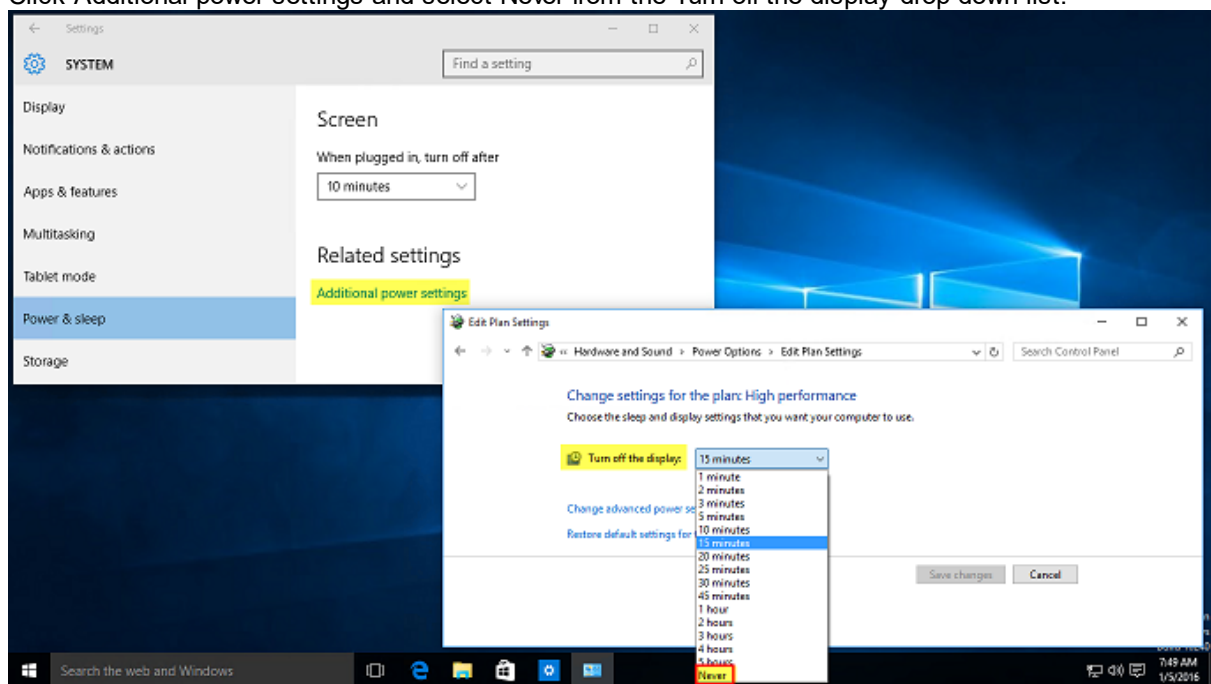 Click Additional power settings and select Never from the Turn off the display drop down list.
Settings
SYSTEM
Find a setting
Display
Notifications & actions
Apps & features
Multitasking
Tablet mode
Power & sleep
Storage
Screen
When plugged in, turn off after
10 minutes
Related settings
Additional power settings
Edit Plan Settings
« Hardware and Sound > Power Options > Edit Plan Settings
Search Control Panel
Change settings for the plan: High performance
Choose the sleep and display settings that you want your computer to use.
Turn off the display:
15 minutes
1 minute
2 minutes
3 minutes
5 minutes
10 minutes
15 minutes
20 minutes
25 minutes
30 minutes
45 minutes
1 hour
2 hours
3 hours
4 hours
5 hours
Never
Change advanced power se
Restore default settings for
Save changes
Cancel
Search the web and Windows
7:49 AM
1/5/2016